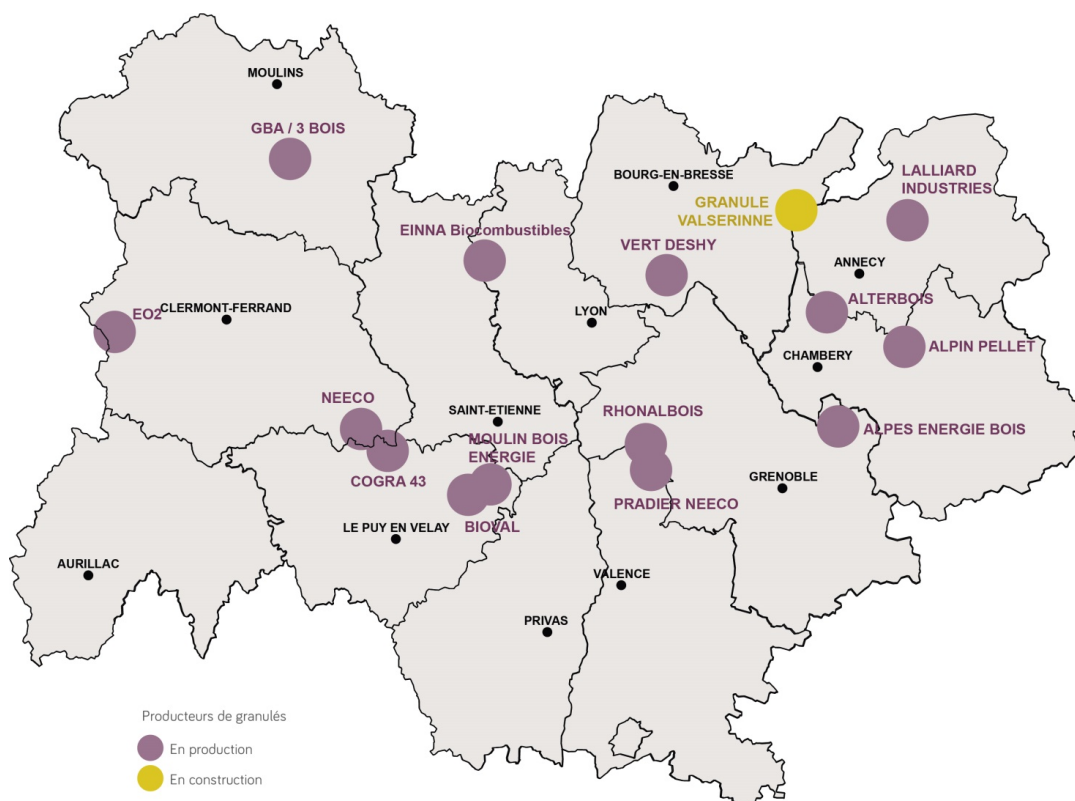 MOULINS
GBA / 3 BOIS
BOURG-EN-BRESSE
LALLIARD
INDUSTRIES
GRANULE
VALSERINNE
EINNA Biocombustibles
VERT DESHY
ANNECY
ALTERBOIS
EO2
CLERMONT-FERRAND
LYON
ALPIN PELLET
CHAMBERY
NEECO
SAINT-ETIENNE
RHONALBOIS
ALPES ENERGIE BOIS
MOULIN BOIS
ENERGIE
COGRA 43
GRENOBLE
PRADIER NEECO
LE PUY EN VELAY
BIOVAL
AURILLAC
VALENCE
PRIVAS
Producteurs de granulés
En production
En construction